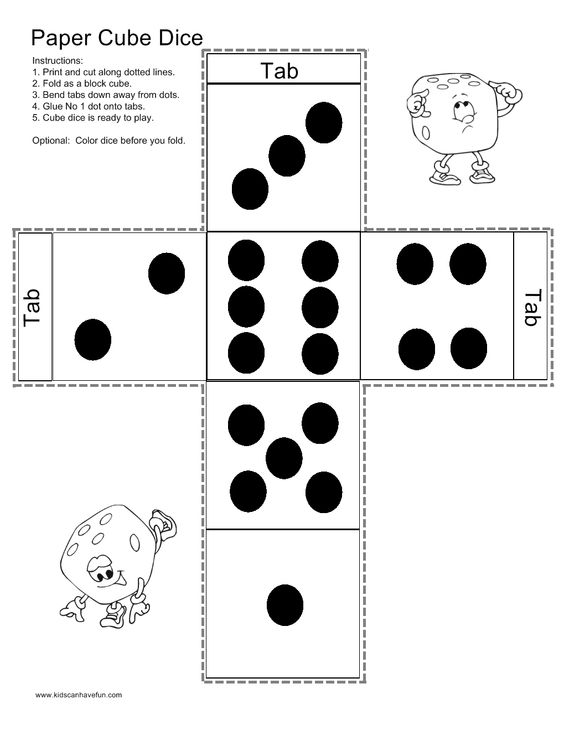 Paper Cube Dice
Instructions:
1. Print and cut along dotted lines.
2. Fold as a block cube.
3. Bend tabs down away from dots.
4. Glue No 1 dot onto tabs.
5. Cube dice is ready to play.
Optional:  Color dice before you fold.
Tab
Tab
Tab
www.kidscanhavefun.com